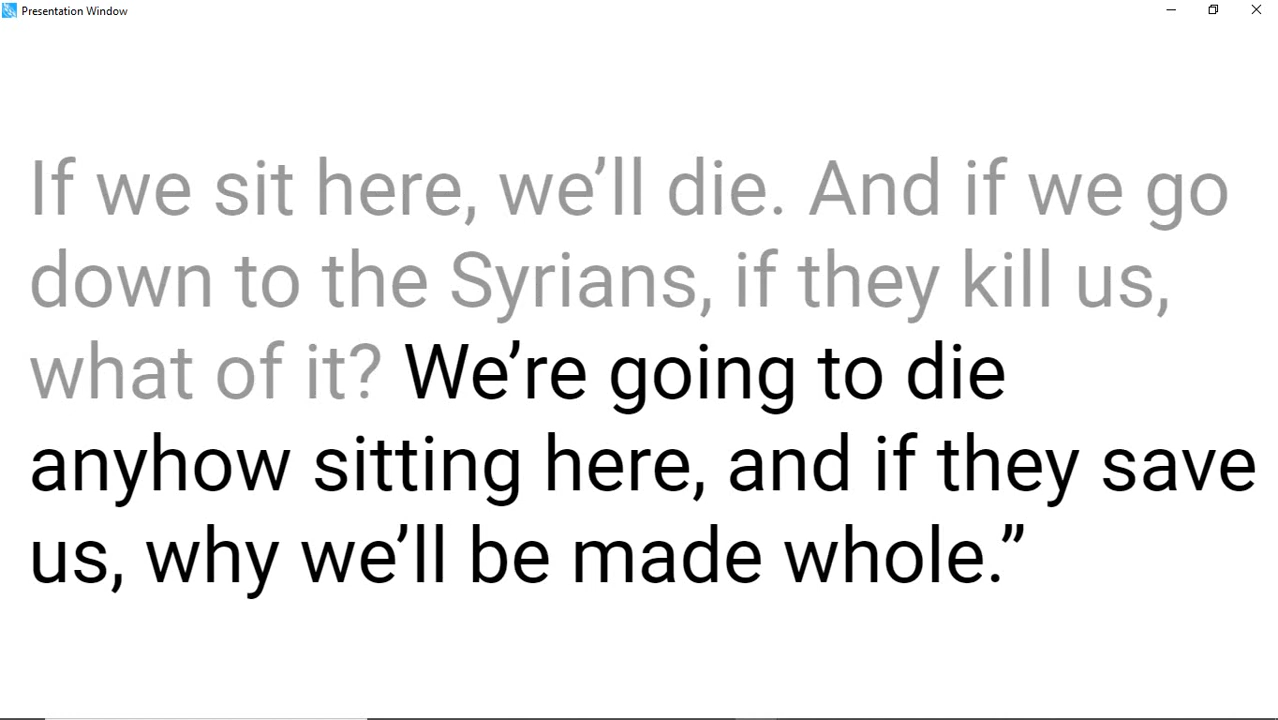 Presentation Window
If we sit here, we’ll die. And if we go
down to the Syrians, if they kill us,
what of it? We’re going to die
anyhow sitting here, and if they save
us, why we’ll be made whole.”